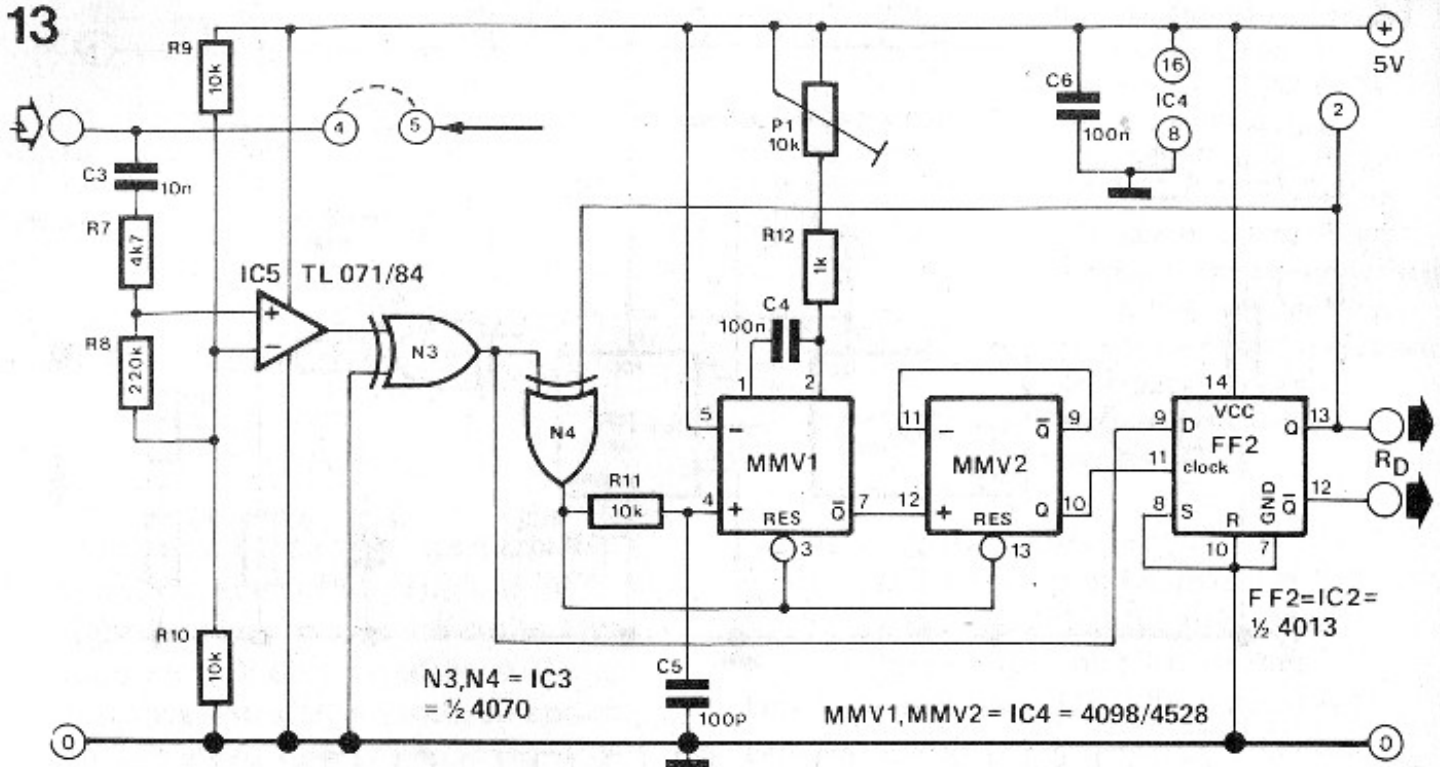 13
R9
10k
5V
C6
100n
16
IC4
8
2
4
5
P1
10k
C3
10n
R7
4k7
R12
1k
IC5 TL 071/84
+
−
R8
220k
N3
C4
100n
1
2
N4
5
−
MMV1
R11
10k
4
+
RES
Q̅
7
3
11
−
Q̅
9
MMV2
12
+
RES
Q
10
13
14
VCC
9
D
FF2
Q
13
11
clock
8
S
R
GND
Q̅
12
10
7
RD
FF2=IC2=
½ 4013
R10
10k
N3,N4 = IC3
= ½ 4070
C5
100p
MMV1,MMV2 = IC4 = 4098/4528
+
0
0